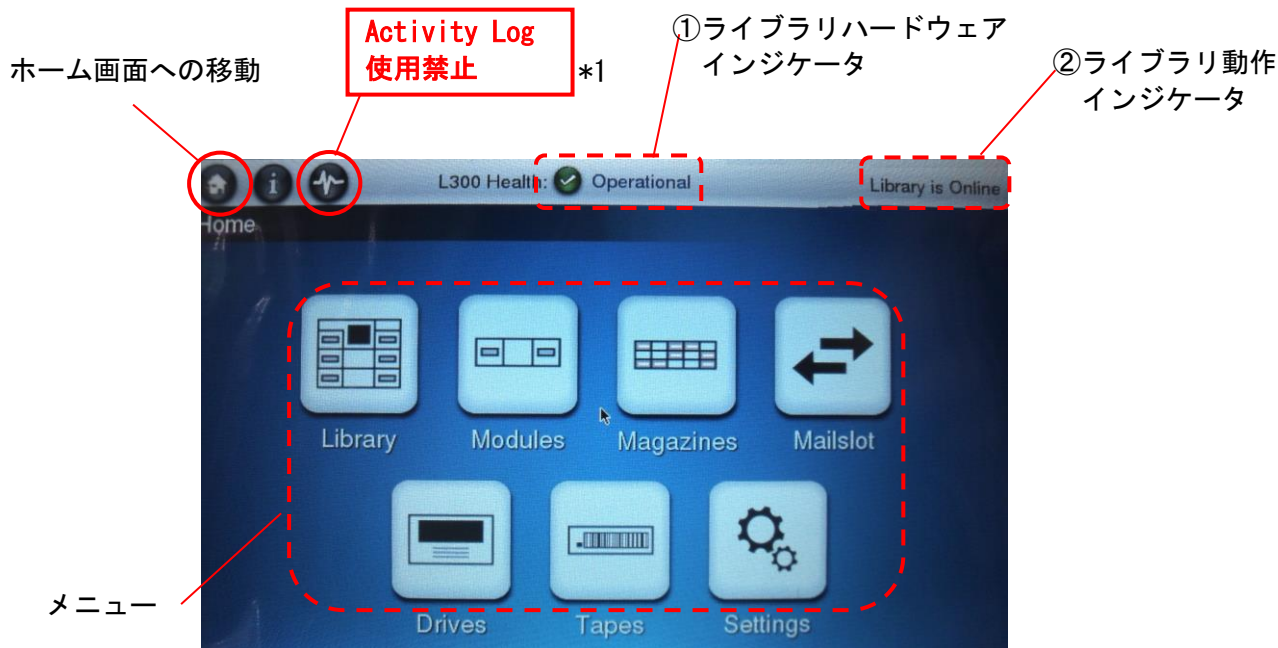 Activity Log
使用禁止
*1
①ライブラリハードウェア
インジケータ
②ライブラリ動作
インジケータ
ホーム画面への移動
L300 Health: Operational
Library is Online
Home
Library
Modules
Magazines
Mailslot
メニュー
Drives
Tapes
Settings